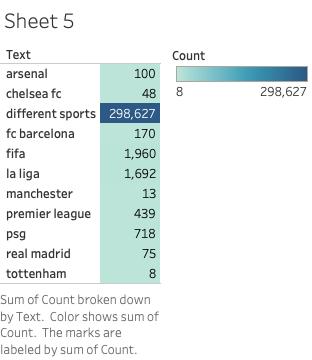 Sheet 5
Text
Count
arsenal 100
8 298,627
chelsea fc 48
different sports 298,627
fc barcelona 170
fifa 1,960
la liga 1,692
manchester 13
premier league 439
psg 718
real madrid 75
tottenham 8
Sum of Count broken down
by Text. Color shows sum of
Count. The marks are
labeled by sum of Count.